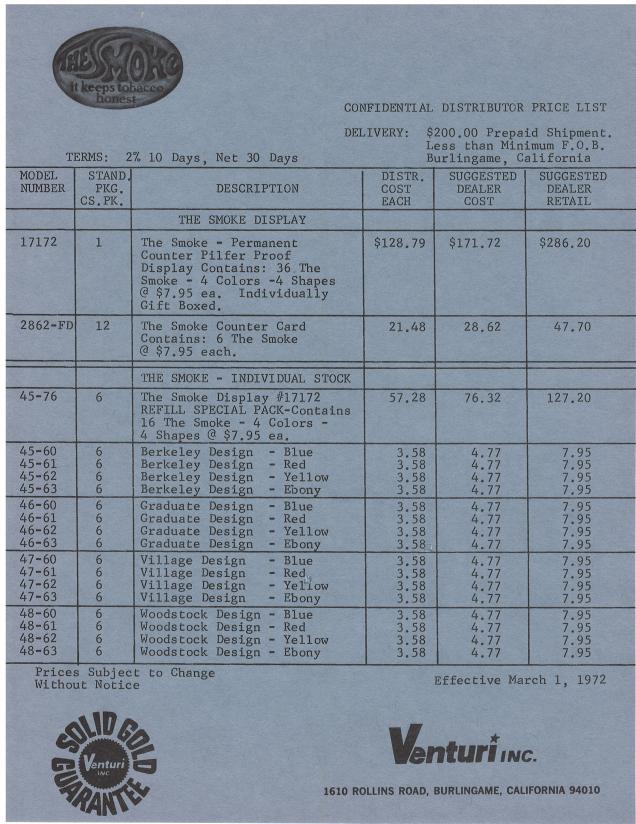 THE SMOKE
it keeps tobacco
honest
CONFIDENTIAL DISTRIBUTOR PRICE LIST
DELIVERY: $200.00 Prepaid Shipment.
Less than Minimum F.O.B.
TERMS: 2% 10 Days, Net 30 Days Burlingame, California
MODEL STAND. DISTR. SUGGESTED SUGGESTED
NUMBER PKG. DESCRIPTION COST DEALER DEALER
CS.PK. EACH COST RETAIL
THE SMOKE DISPLAY
17172 1 The Smoke - Permanent $128.79 $171.72 $286.20
Counter Pilfer Proof
Display Contains: 36 The
Smoke - 4 Colors -4 Shapes
@ $7.95 ea. Individually
Gift Boxed.
2862-FD 12 The Smoke Counter Card 21.48 28.62 47.70
Contains: 6 The Smoke
@ $7.95 each.
THE SMOKE - INDIVIDUAL STOCK
45-76 6 The Smoke Display #17172 57.28 76.32 127.20
REFILL SPECIAL PACK-Contains
16 The Smoke - 4 Colors -
4 Shapes @ $7.95 ea.
45-60 6 Berkeley Design - Blue 3.58 4.77 7.95
45-61 6 Berkeley Design - Red 3.58 4.77 7.95
45-62 6 Berkeley Design - Yellow 3.58 4.77 7.95
45-63 6 Berkeley Design - Ebony 3.58 4.77 7.95
46-60 6 Graduate Design - Blue 3.58 4.77 7.95
46-61 6 Graduate Design - Red 3.58 4.77 7.95
46-62 6 Graduate Design - Yellow 3.58 4.77 7.95
46-63 6 Graduate Design - Ebony 3.58 4.77 7.95
47-60 6 Village Design - Blue 3.58 4.77 7.95
47-61 6 Village Design - Red 3.58 4.77 7.95
47-62 6 Village Design - Yellow 3.58 4.77 7.95
47-63 6 Village Design - Ebony 3.58 4.77 7.95
48-60 6 Woodstock Design - Blue 3.58 4.77 7.95
48-61 6 Woodstock Design - Red 3.58 4.77 7.95
48-62 6 Woodstock Design - Yellow 3.58 4.77 7.95
48-63 6 Woodstock Design - Ebony 3.58 4.77 7.95
Prices Subject to Change
Without Notice Effective March 1, 1972
SOLID GOLD
Venturi
INC
GUARANTEE
Venturi INC.
1610 ROLLINS ROAD, BURLINGAME, CALIFORNIA 94010